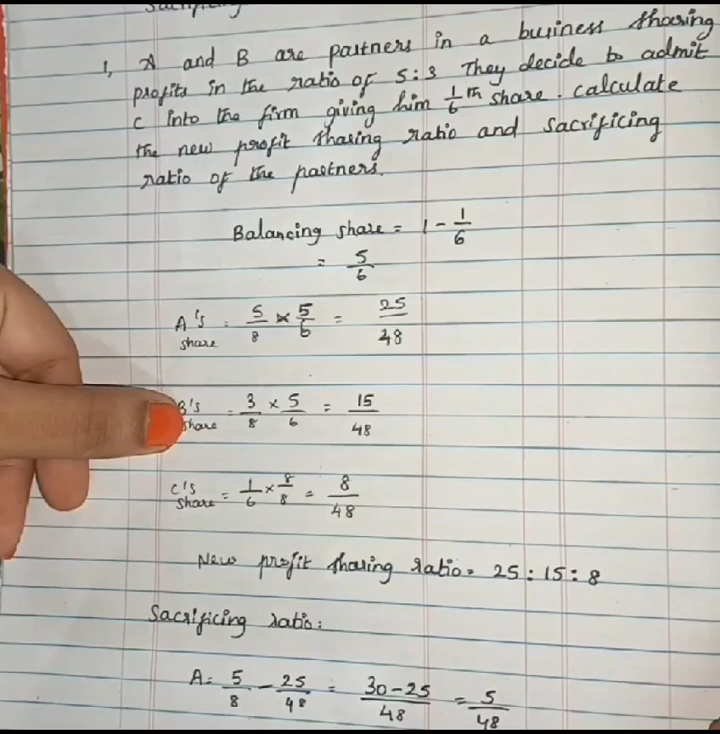 Sacrificing
1, A and B are partners in a business sharing
profits in the ratio of 5:3 They decide to admit
C into the firm giving him 1/6 th share. calculate
the new profit sharing ratio and sacrificing
ratio of the partners.
Balancing share = 1 - 1/6
= 5/6
A's share = 5/8 × 5/6 = 25/48
B's share = 3/8 × 5/6 = 15/48
C's share = 1/6 × 8/8 = 8/48
New profit sharing ratio = 25:15:8
Sacrificing ratio:
A = 5/8 - 25/48 = 30-25/48 = 5/48